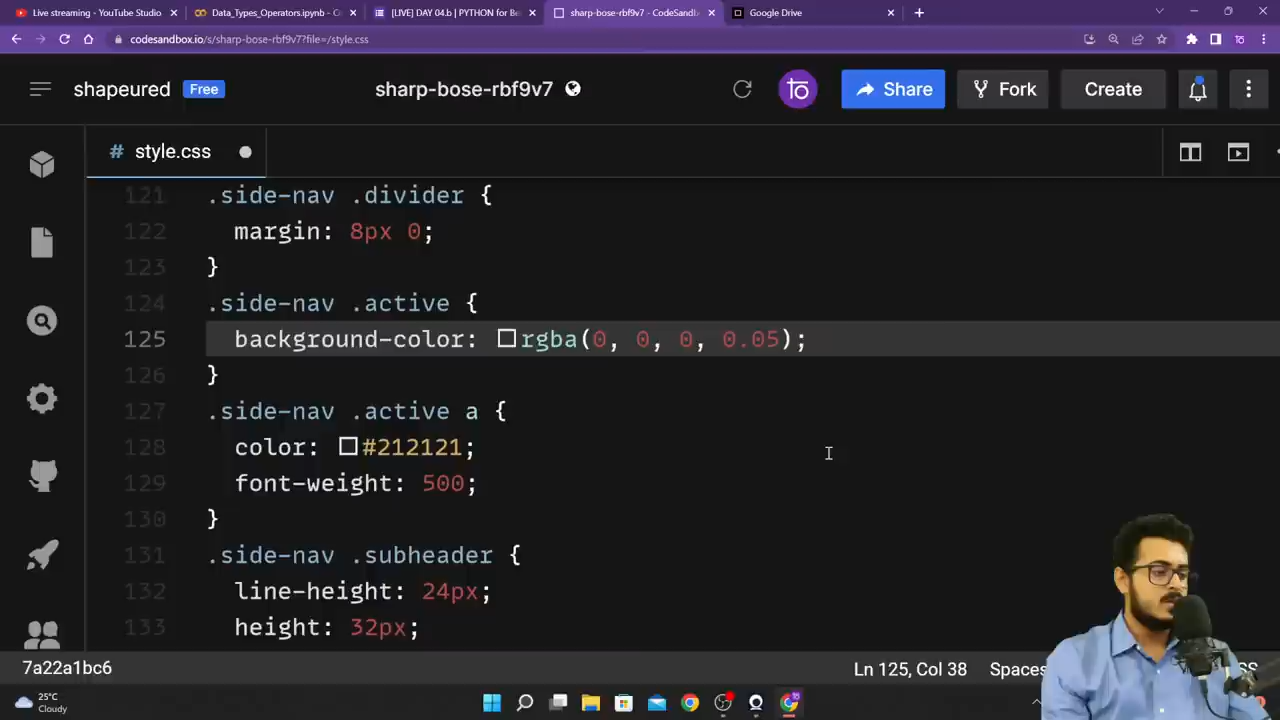 Live streaming - YouTube Studio
Data_Types_Operators.ipynb - Co
[LIVE] DAY 04.b | PYTHON for Be
sharp-bose-rbf9v7 - CodeSandb
Google Drive
codesandbox.io/s/sharp-bose-rbf9v7?file=/style.css
shapeured Free
sharp-bose-rbf9v7
Share
Fork
Create
# style.css
121 .side-nav .divider {
122 margin: 8px 0;
123 }
124 .side-nav .active {
125 background-color: rgba(0, 0, 0, 0.05);
126 }
127 .side-nav .active a {
128 color: #212121;
129 font-weight: 500;
130 }
131 .side-nav .subheader {
132 line-height: 24px;
133 height: 32px;
7a22a1bc6
Ln 125, Col 38
Spaces
25°C
Cloudy